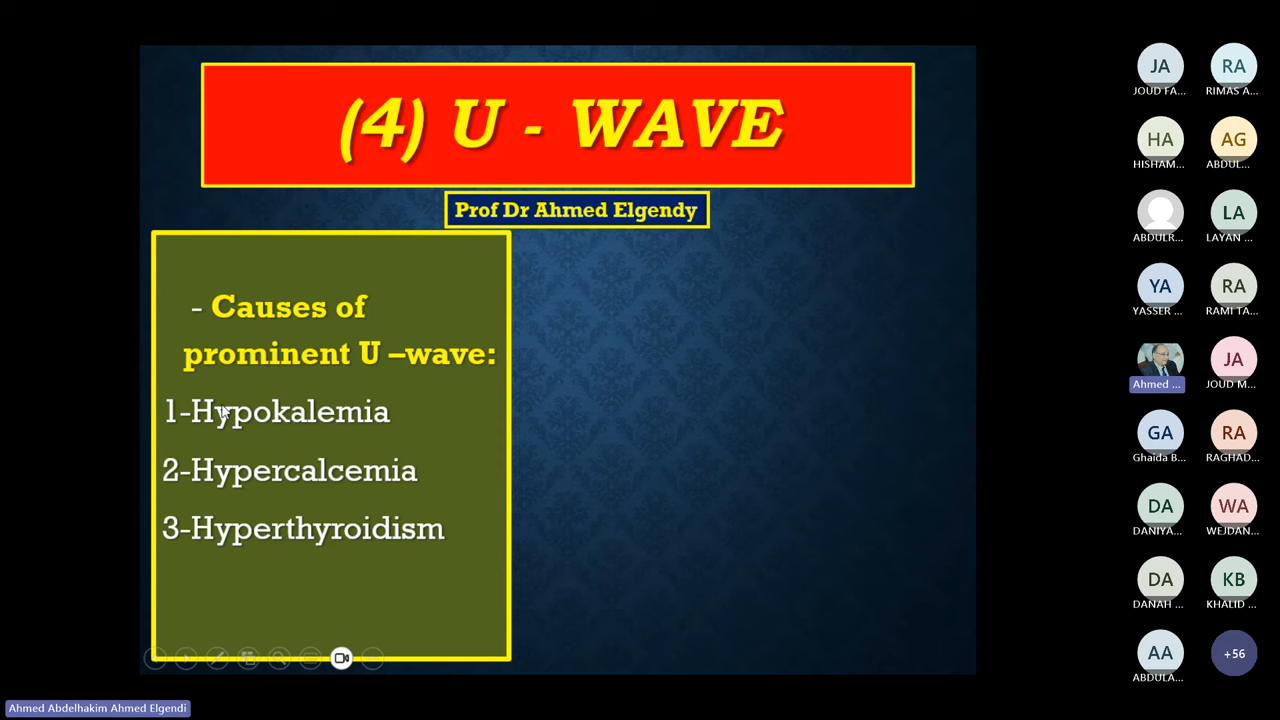 (4) U - WAVE
Prof Dr Ahmed Elgendy
- Causes of
prominent U –wave:
1-Hypokalemia
2-Hypercalcemia
3-Hyperthyroidism
JA
RA
JOUD FA...
RIMAS A...
HA
AG
HISHAM...
ABDUL...
LA
ABDULR...
LAYAN ...
YA
RA
YASSER ...
RAMI TA...
JA
Ahmed ...
JOUD M...
GA
RA
Ghaida B...
RAGHAD...
DA
WA
DANIYA...
WEJDAN...
DA
KB
DANAH ...
KHALID ...
AA
+56
ABDULA...
Ahmed Abdelhakim Ahmed Elgendi